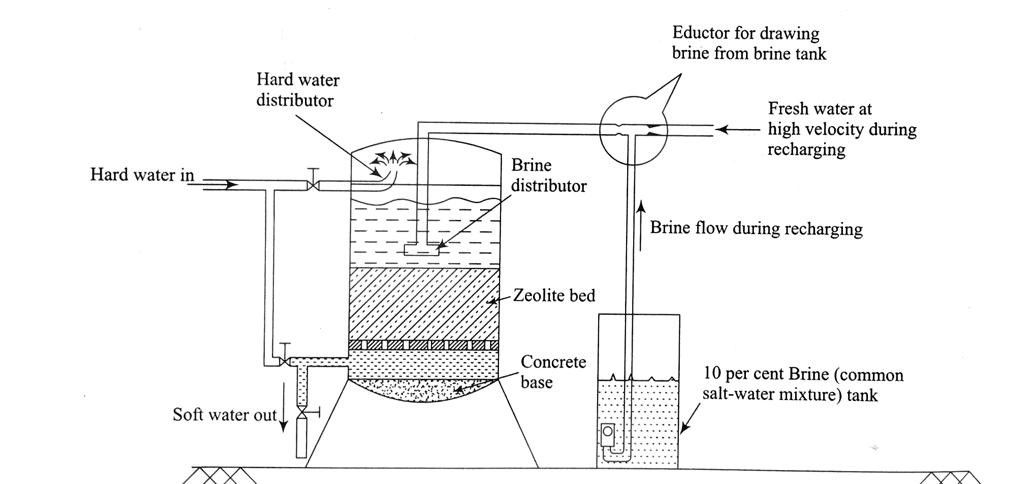 Eductor for drawing
brine from brine tank
Hard water
distributor
Fresh water at
high velocity during
recharging
Hard water in
Brine
distributor
Brine flow during recharging
Zeolite bed
Concrete
base
10 per cent Brine (common
salt-water mixture) tank
Soft water out